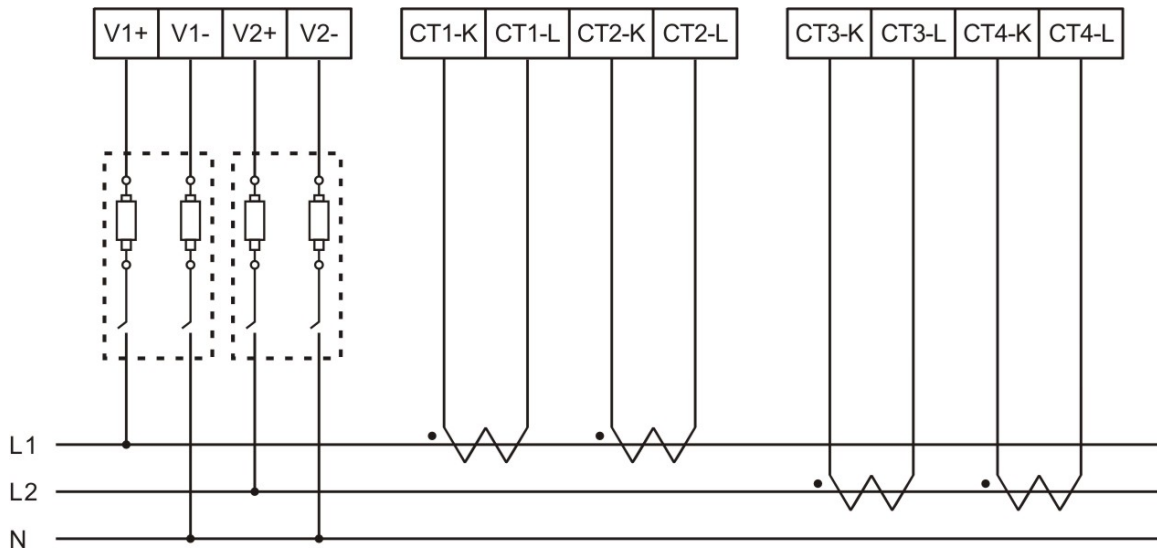 V1+ V1- V2+ V2- CT1-K CT1-L CT2-K CT2-L CT3-K CT3-L CT4-K CT4-L
L1
L2
N